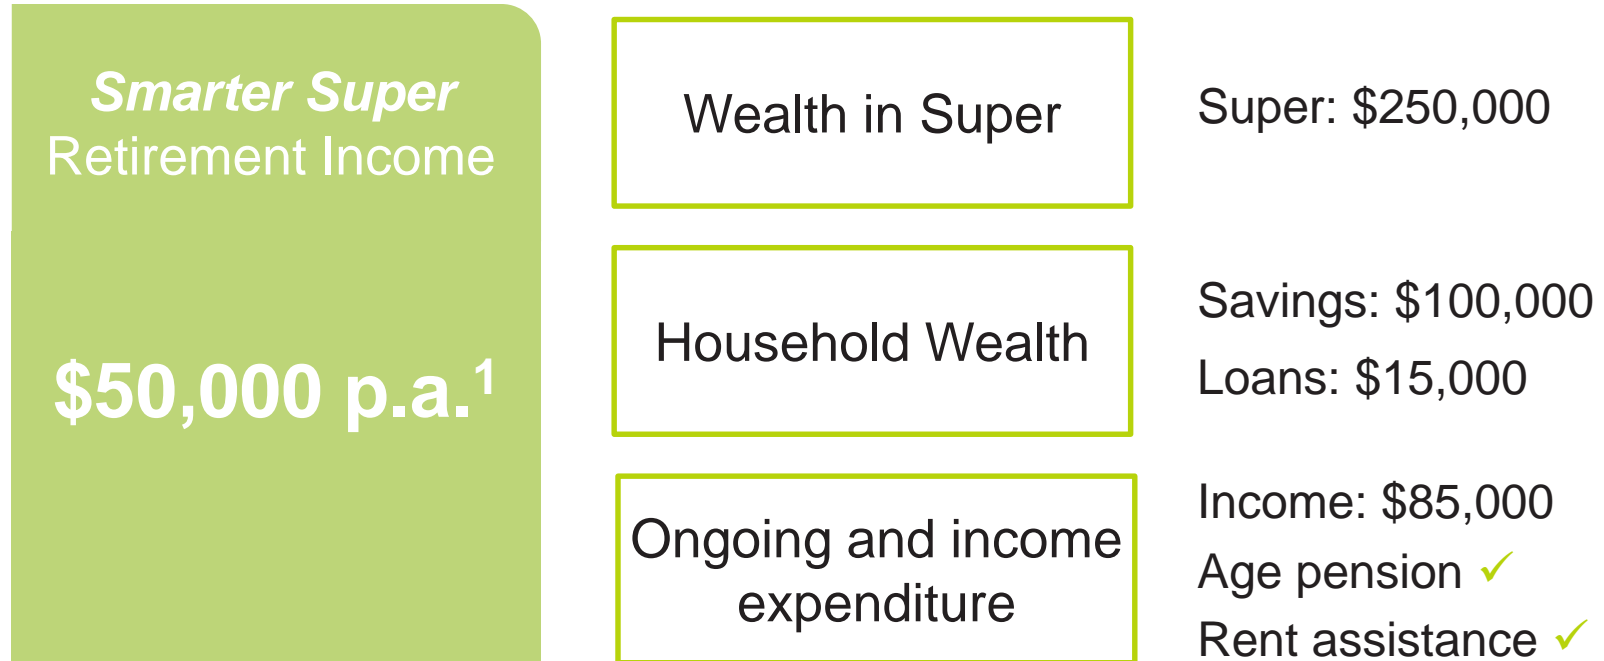 Smarter Super
Retirement Income
$50,000 p.a.¹
Wealth in Super
Super: $250,000
Household Wealth
Savings: $100,000
Loans: $15,000
Ongoing and income
expenditure
Income: $85,000
Age pension ✓
Rent assistance ✓